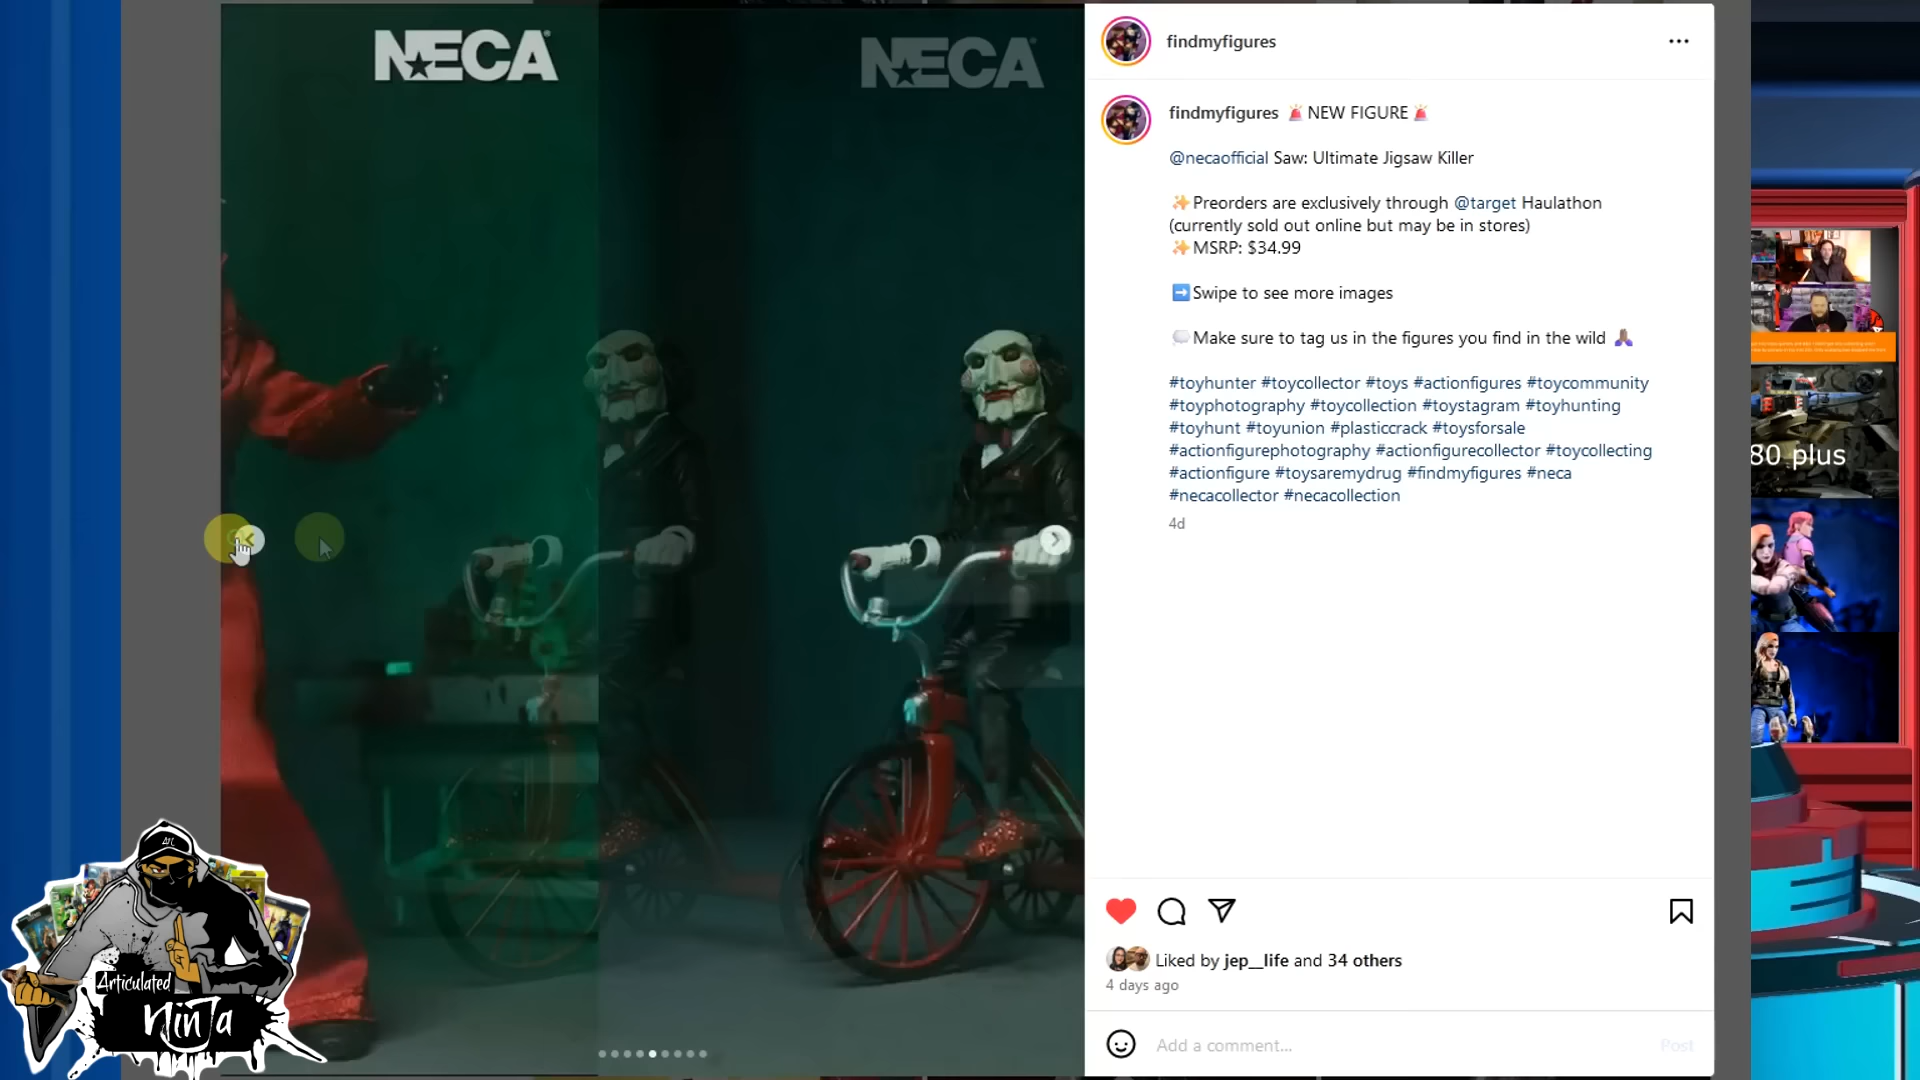 NECA
NECA
findmyfigures
findmyfigures 🚨NEW FIGURE🚨
@necaofficial Saw: Ultimate Jigsaw Killer
✨Preorders are exclusively through @target Haulathon
(currently sold out online but may be in stores)
✨MSRP: $34.99
➡️Swipe to see more images
💭Make sure to tag us in the figures you find in the wild 🙏🏾
#toyhunter #toycollector #toys #actionfigures #toycommunity
#toyphotography #toycollection #toystagram #toyhunting
#toyhunt #toyunion #plasticcrack #toysforsale
#actionfigurephotography #actionfigurecollector #toycollecting
#actionfigure #toysaremydrug #findmyfigures #neca
#necacollector #necacollection
4d
80 plus
Liked by jep__life and 34 others
4 days ago
Add a comment...
Post
Articulated
Ninja